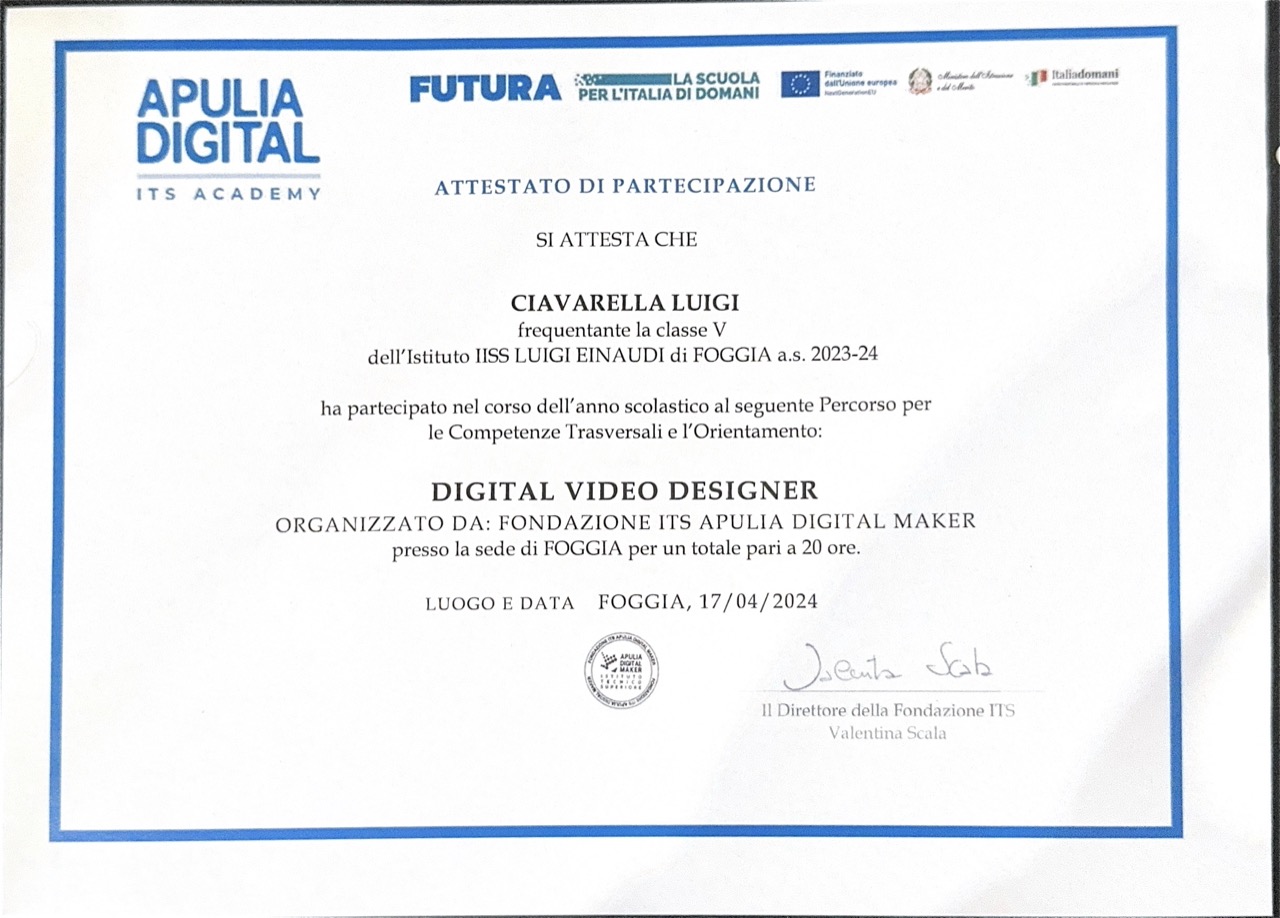 APULIA
DIGITAL
ITS ACADEMY
FUTURA
LA SCUOLA
PER L'ITALIA DI DOMANI
Finanziato
dall'Unione europea
NextGenerationEU
Ministero dell'Istruzione
e del Merito
Italiadomani
ATTESTATO DI PARTECIPAZIONE
SI ATTESTA CHE
CIAVARELLA LUIGI
frequentante la classe V
dell'Istituto IISS LUIGI EINAUDI di FOGGIA a.s. 2023-24
ha partecipato nel corso dell'anno scolastico al seguente Percorso per
le Competenze Trasversali e l'Orientamento:
DIGITAL VIDEO DESIGNER
ORGANIZZATO DA: FONDAZIONE ITS APULIA DIGITAL MAKER
presso la sede di FOGGIA per un totale pari a 20 ore.
LUOGO E DATA FOGGIA, 17/04/2024
FONDAZIONE ITS APULIA DIGITAL MAKER
APULIA
DIGITAL
MAKER
ISTITUTO
TECNICO
SUPERIORE
Valenta Scala
Il Direttore della Fondazione ITS
Valentina Scala